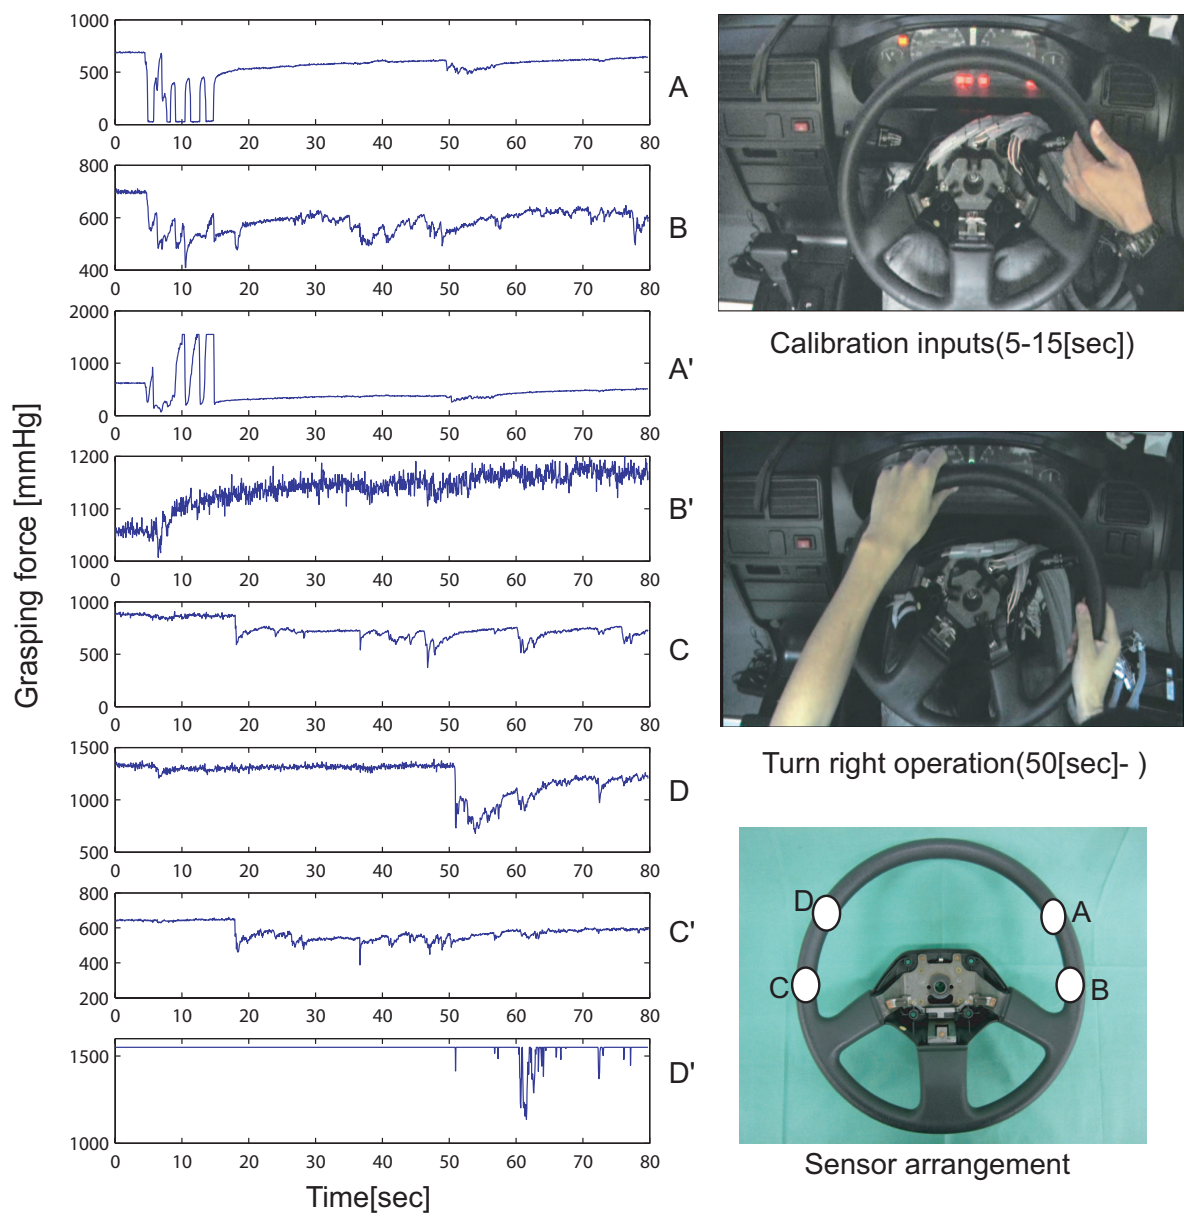 1000
500
0
0 10 20 30 40 50 60 70 80
A
800
600
400
0 10 20 30 40 50 60 70 80
B
2000
1000
0
0 10 20 30 40 50 60 70 80
A'
1200
1100
1000
0 10 20 30 40 50 60 70 80
B'
1000
500
0
0 10 20 30 40 50 60 70 80
C
1500
1000
500
0 10 20 30 40 50 60 70 80
D
800
600
400
200
0 10 20 30 40 50 60 70 80
C'
1500
1000
0 10 20 30 40 50 60 70 80
D'
Grasping force [mmHg]
Time[sec]
Calibration inputs(5-15[sec])
Turn right operation(50[sec]- )
D
A
C
B
Sensor arrangement